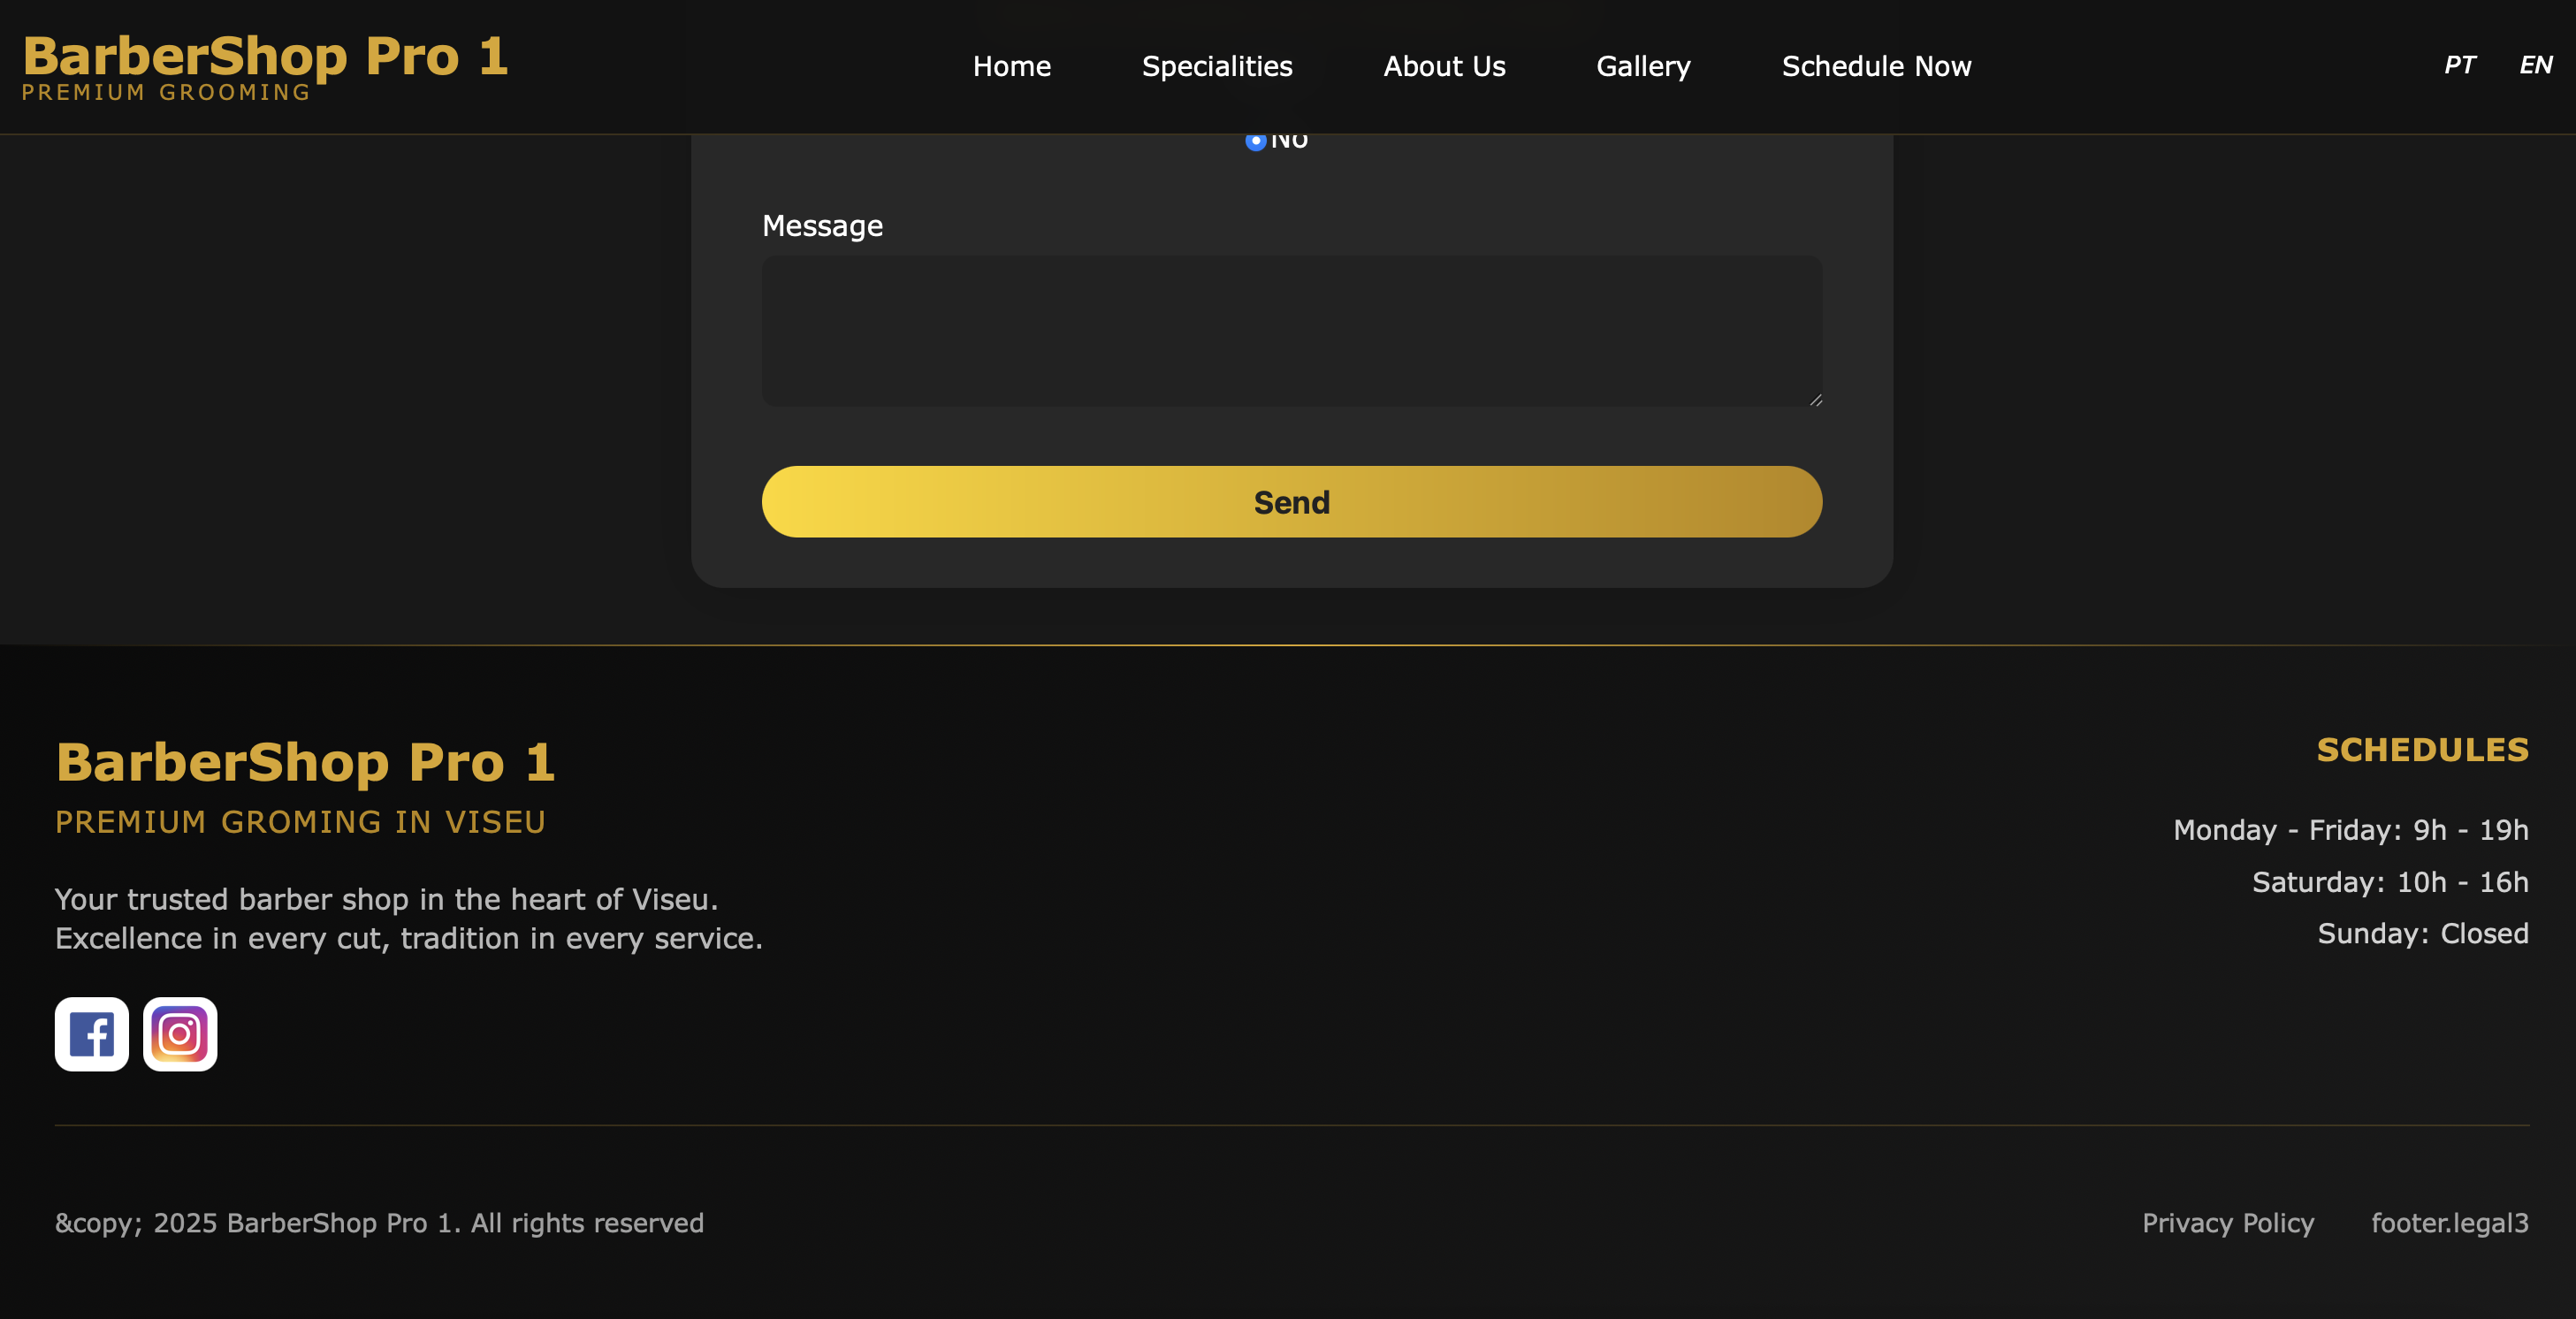 BarberShop Pro 1
PREMIUM GROOMING
Home
Specialities
About Us
Gallery
Schedule Now
PT
EN
No
Message
Send
BarberShop Pro 1
PREMIUM GROMING IN VISEU
Your trusted barber shop in the heart of Viseu.
Excellence in every cut, tradition in every service.
SCHEDULES
Monday - Friday: 9h - 19h
Saturday: 10h - 16h
Sunday: Closed
&copy; 2025 BarberShop Pro 1. All rights reserved
Privacy Policy
footer.legal3